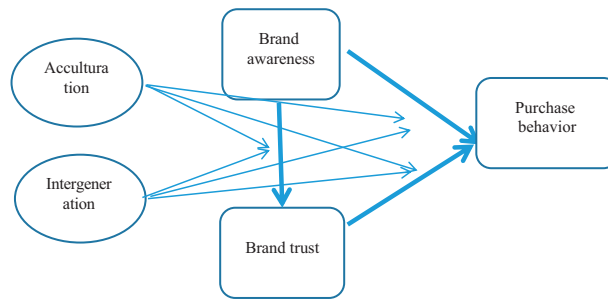 Accultura
tion
Intergener
ation
Brand
awareness
Brand trust
Purchase
behavior